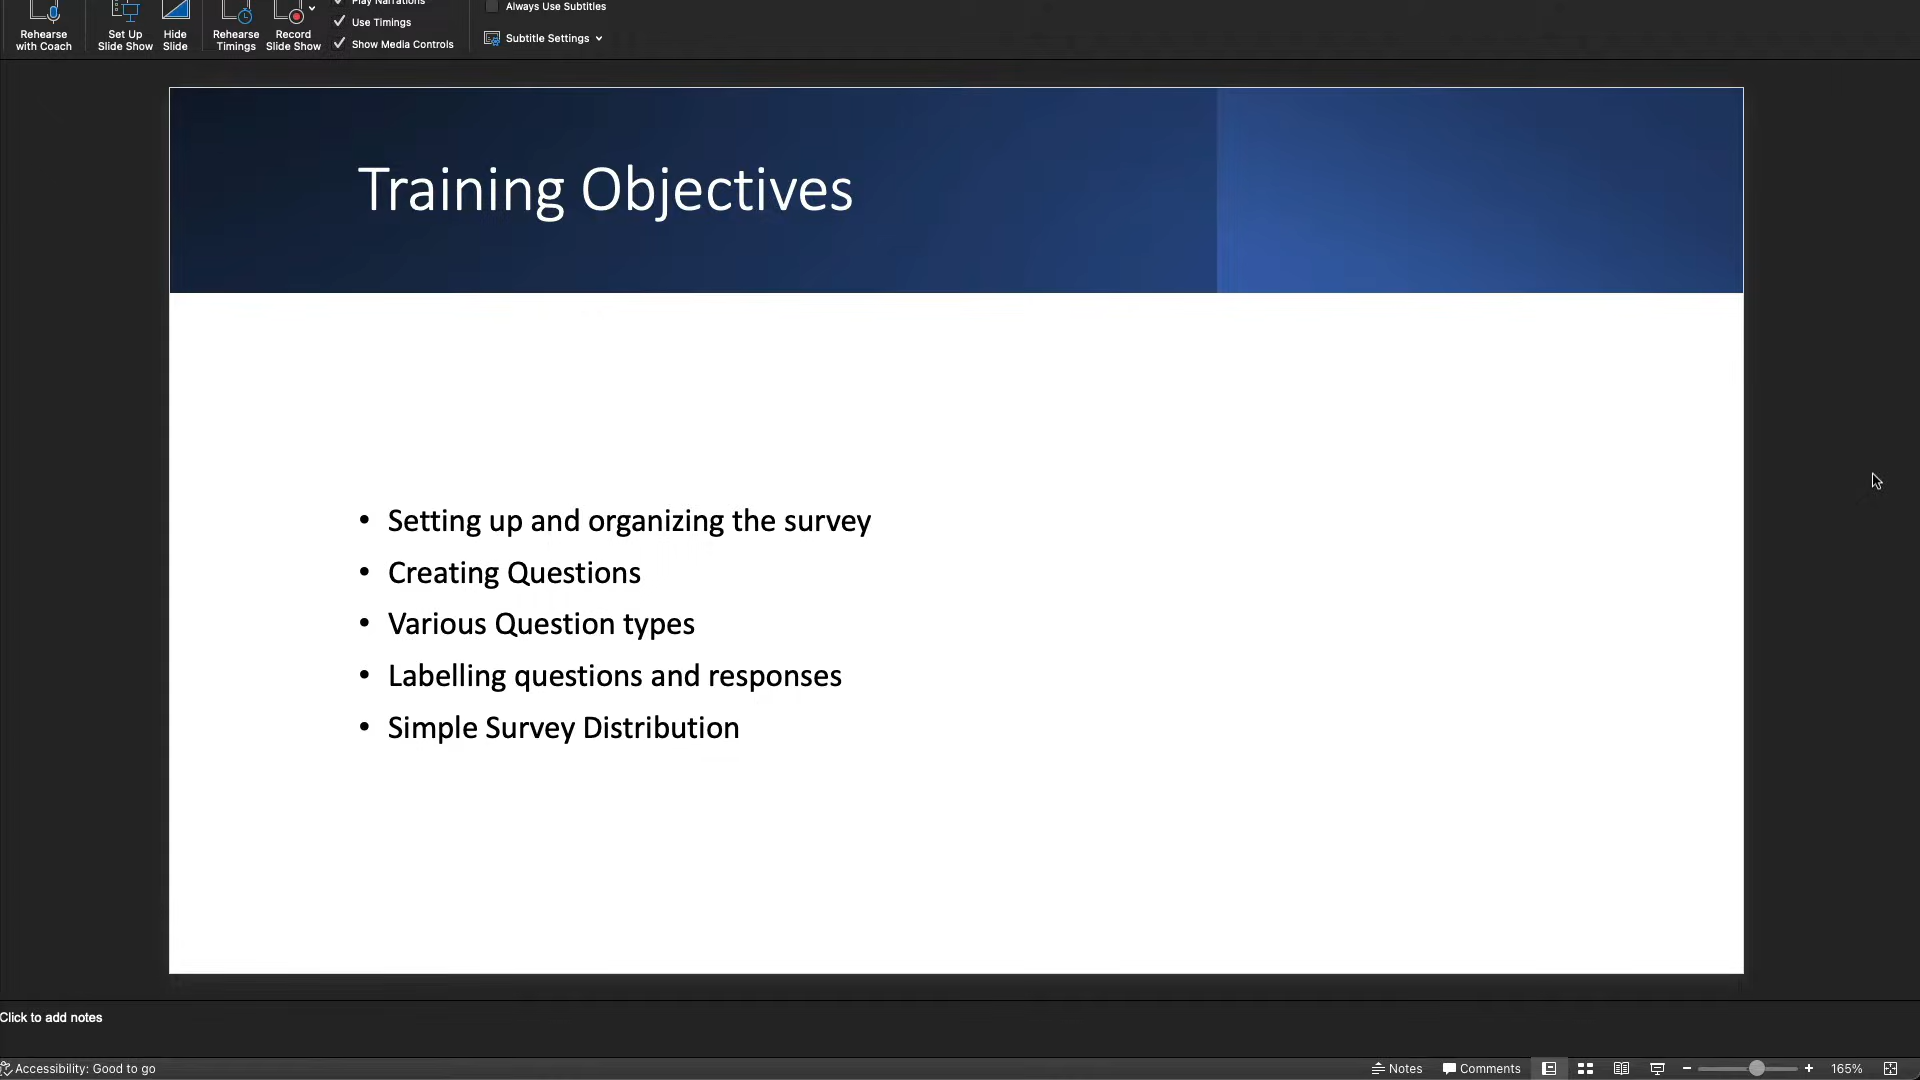 Play Narrations
Always Use Subtitles
Use Timings
Rehearse
with Coach
Set Up
Slide Show
Hide
Slide
Rehearse
Timings
Record
Slide Show
Show Media Controls
Subtitle Settings
Training Objectives
• Setting up and organizing the survey
• Creating Questions
• Various Question types
• Labelling questions and responses
• Simple Survey Distribution
Click to add notes
Accessibility: Good to go
Notes
Comments
165%